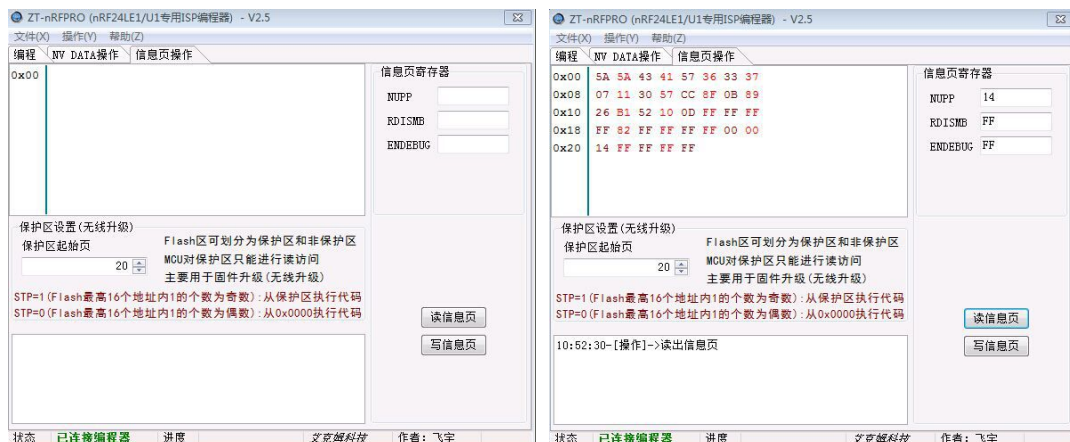 ZT-nRFPRO (nRF24LE1/U1专用ISP编程器) - V2.5
文件(X) 操作(Y) 帮助(Z)
编程 NV DATA操作 信息页操作
0x00
信息页寄存器
NUPP
RDISMB
ENDEBUG
保护区设置(无线升级)
保护区起始页
20
Flash区可划分为保护区和非保护区
MCU对保护区只能进行读访问
主要用于固件升级(无线升级)
STP=1(Flash最高16个地址内1的个数为奇数):从保护区执行代码
STP=0(Flash最高16个地址内1的个数为偶数):从0x0000执行代码
读信息页
写信息页
状态 已连接编程器 进度 艾克姆科技 作者: 飞宇
ZT-nRFPRO (nRF24LE1/U1专用ISP编程器) - V2.5
文件(X) 操作(Y) 帮助(Z)
编程 NV DATA操作 信息页操作
0x00 5A 5A 43 41 57 36 33 37
0x08 07 11 30 57 CC 8F 0B 89
0x10 26 B1 52 10 0D FF FF FF
0x18 FF 82 FF FF FF FF 00 00
0x20 14 FF FF FF FF
信息页寄存器
NUPP 14
RDISMB FF
ENDEBUG FF
保护区设置(无线升级)
保护区起始页
20
Flash区可划分为保护区和非保护区
MCU对保护区只能进行读访问
主要用于固件升级(无线升级)
STP=1(Flash最高16个地址内1的个数为奇数):从保护区执行代码
STP=0(Flash最高16个地址内1的个数为偶数):从0x0000执行代码
读信息页
写信息页
10:52:30-[操作]->读出信息页
状态 已连接编程器 进度 艾克姆科技 作者: 飞宇